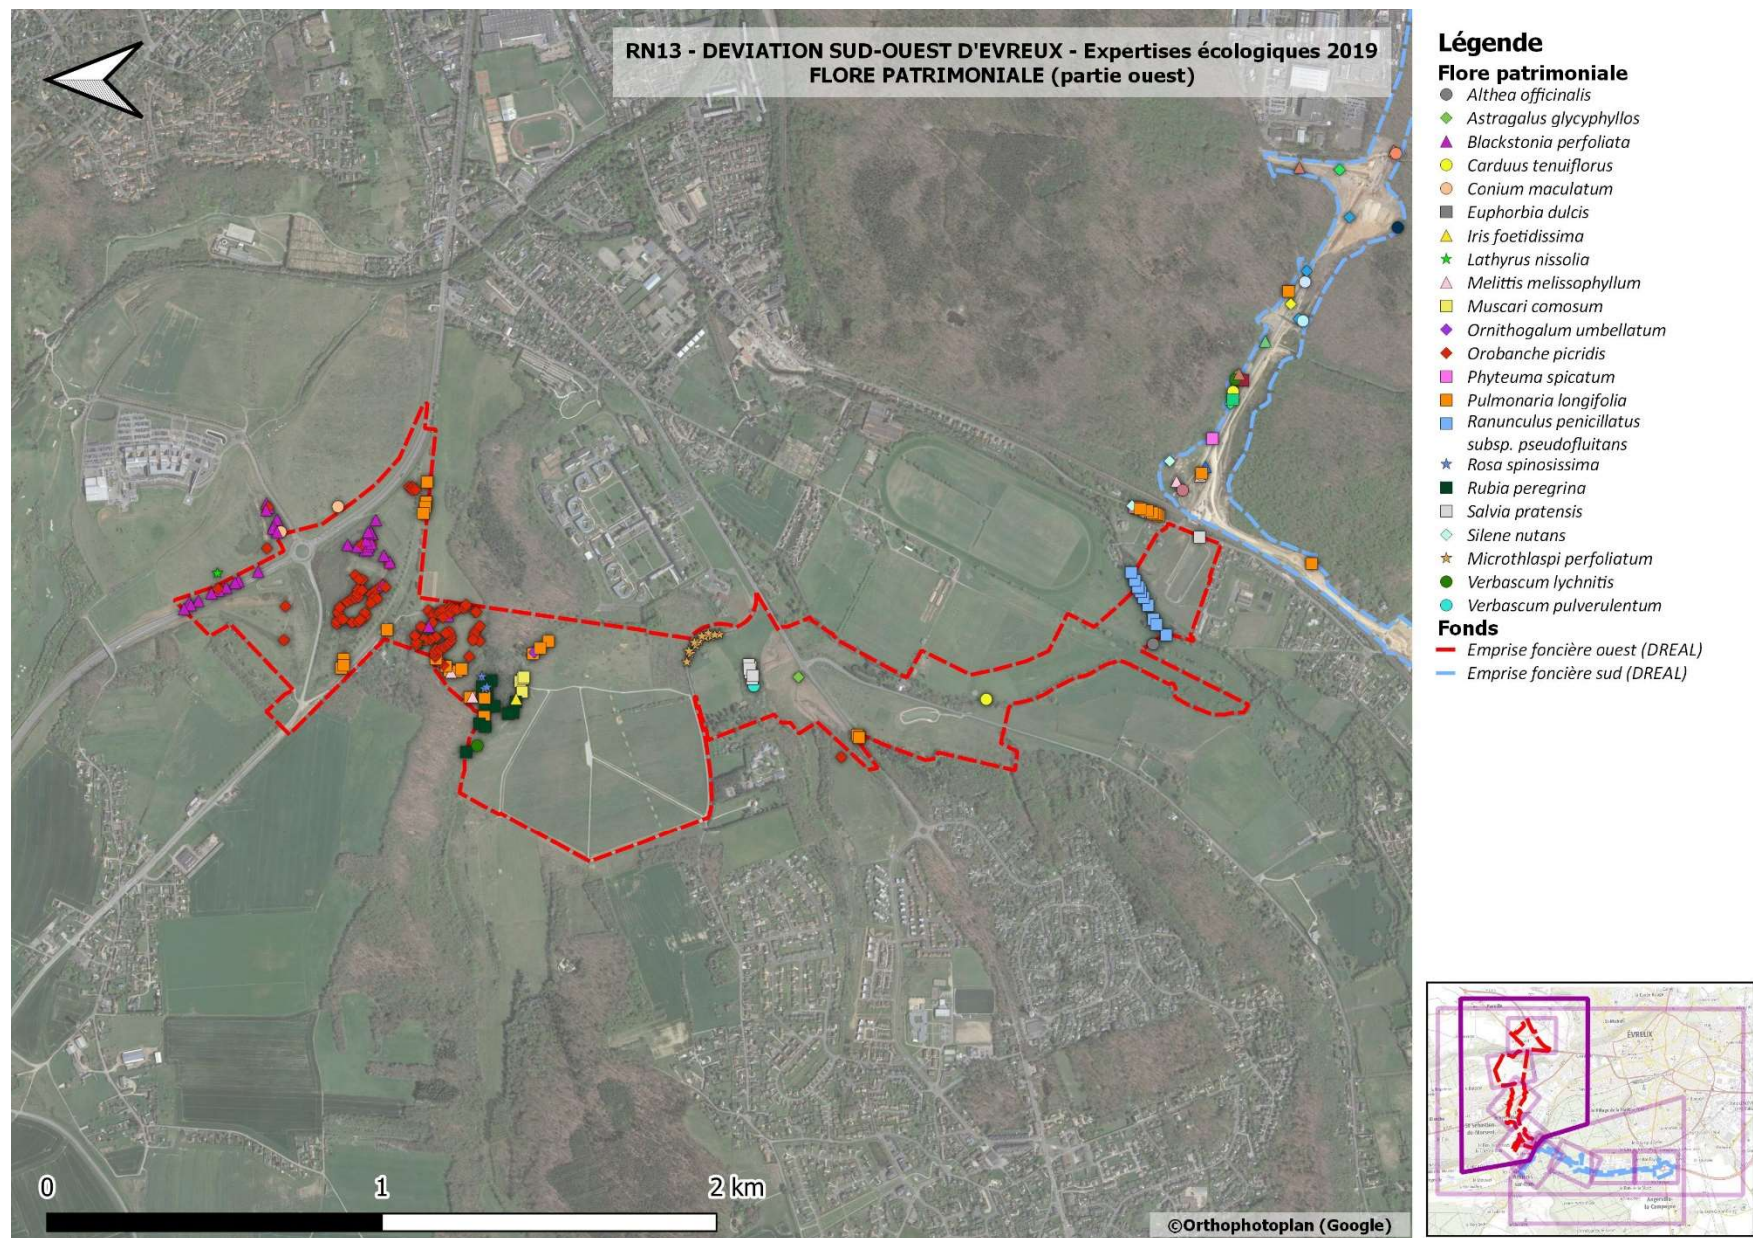 RN13 - DEVIATION SUD-OUEST D'EVREUX - Expertises écologiques 2019
FLORE PATRIMONIALE (partie ouest)
Légende
Flore patrimoniale
Althea officinalis
Astragalus glycyphyllos
Blackstonia perfoliata
Carduus tenuiflorus
Conium maculatum
Euphorbia dulcis
Iris foetidissima
Lathyrus nissolia
Melittis melissophyllum
Muscari comosum
Ornithogalum umbellatum
Orobanche picridis
Phyteuma spicatum
Pulmonaria longifolia
Ranunculus penicillatus
subsp. pseudofluitans
Rosa spinosissima
Rubia peregrina
Salvia pratensis
Silene nutans
Microthlaspi perfoliatum
Verbascum lychnitis
Verbascum pulverulentum
Fonds
Emprise foncière ouest (DREAL)
Emprise foncière sud (DREAL)
ÉVREUX
0 1 2 km
©Orthophotoplan (Google)